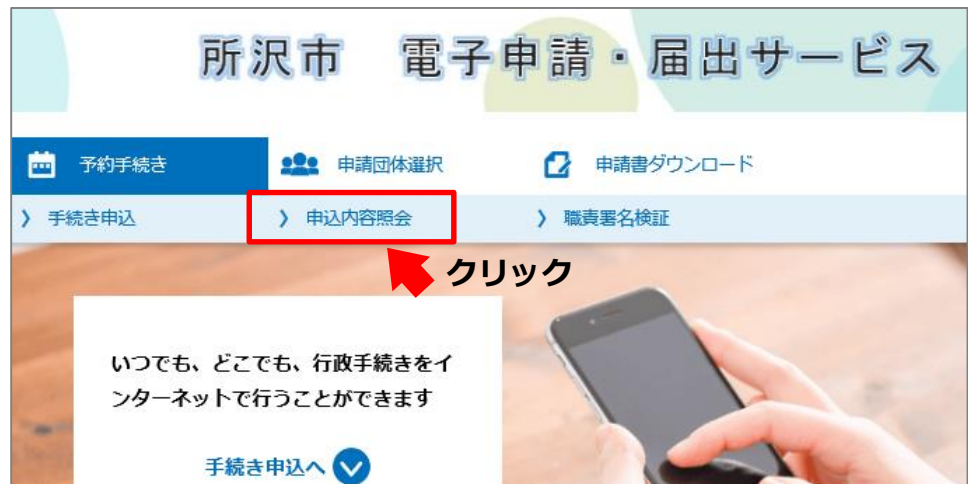 所沢市 電子申請・届出サービス
予約手続き 申請団体選択 申請書ダウンロード
> 手続き申込 > 申込内容照会 > 職責署名検証
クリック
いつでも、どこでも、行政手続きをイ
ンターネットで行うことができます
手続き申込へ